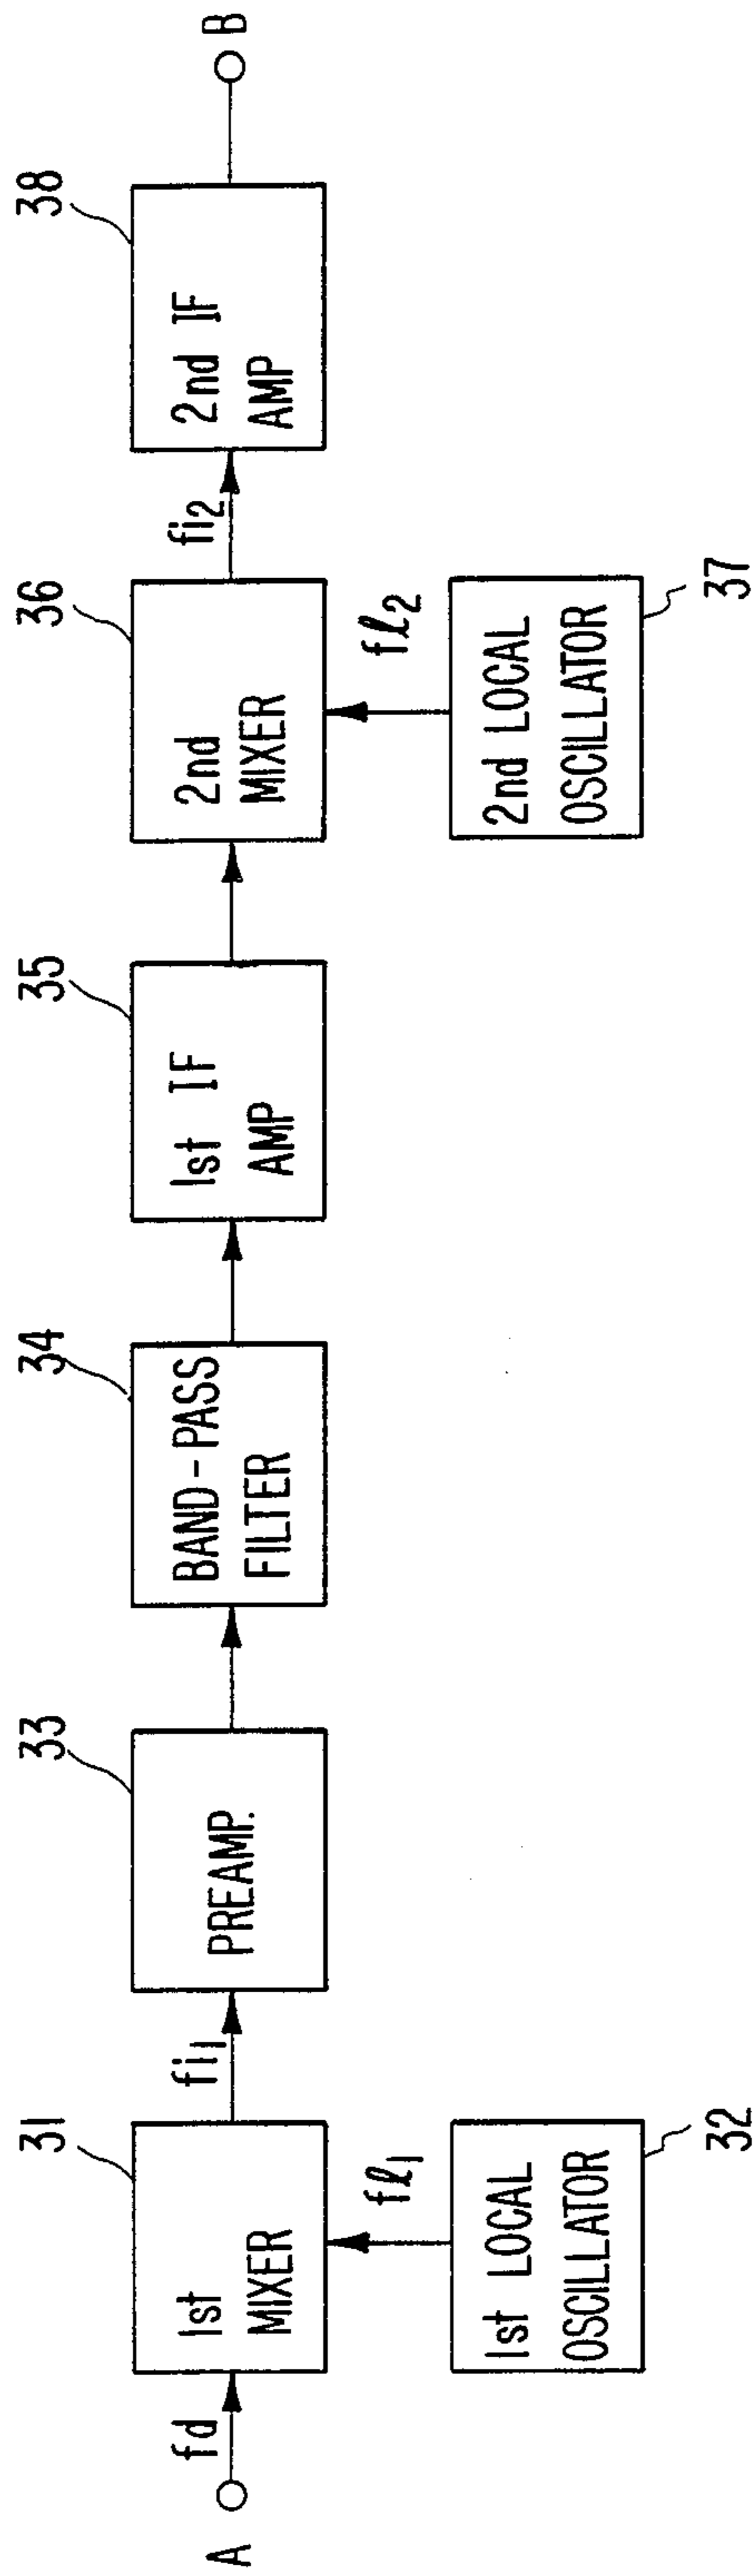 A
fd
31
1st
MIXER
fℓ1
1st LOCAL
OSCILLATOR
32
fi1
33
PREAMP.
34
BAND-PASS
FILTER
35
1st IF
AMP
36
2nd
MIXER
fℓ2
2nd LOCAL
OSCILLATOR
37
fi2
38
2nd IF
AMP
B